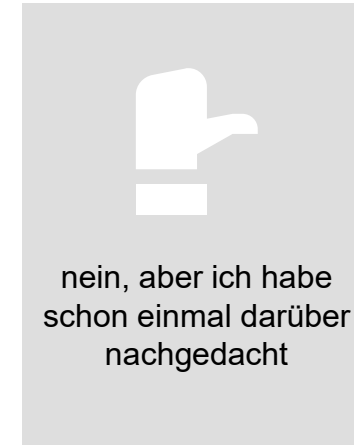 nein, aber ich habe
schon einmal darüber
nachgedacht